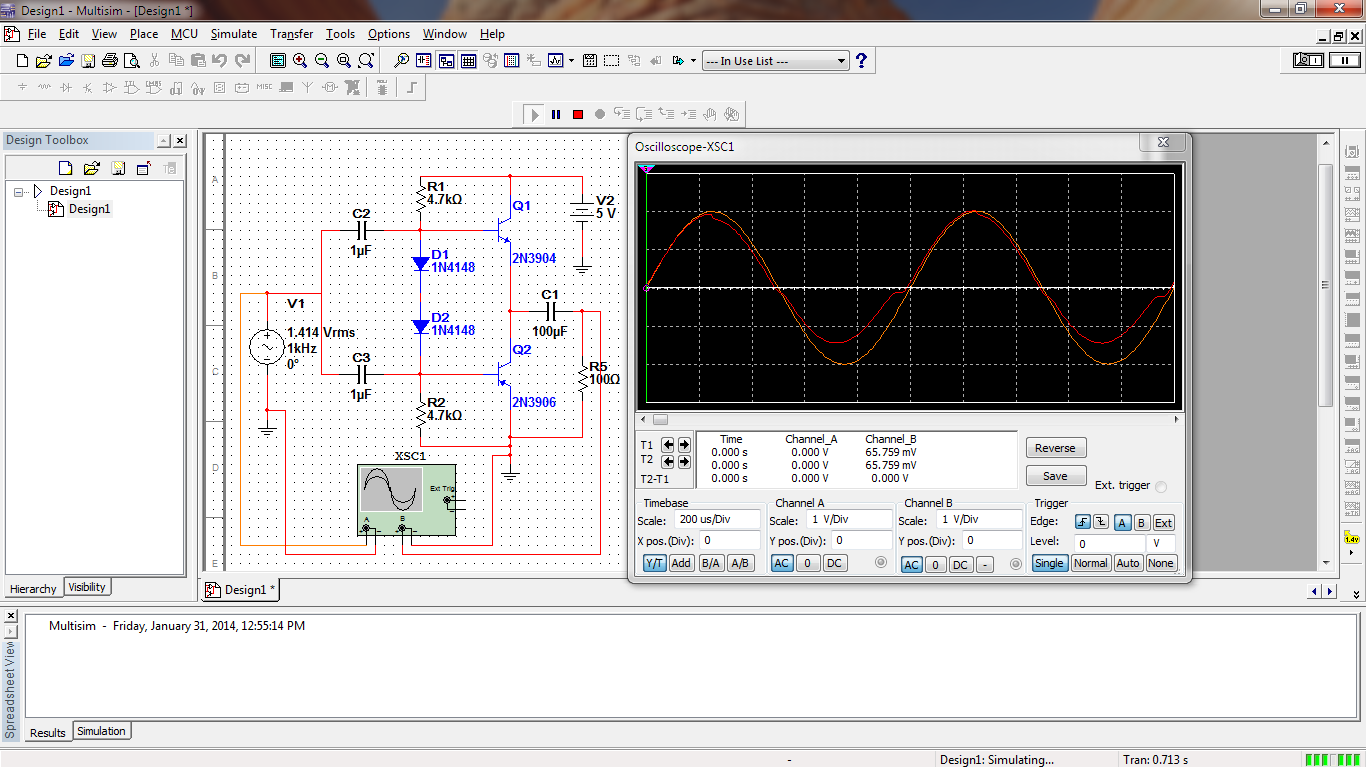 Design1 - Multisim - [Design1 *]
File Edit View Place MCU Simulate Transfer Tools Options Window Help
--- In Use List ---
?
MISC
Design Toolbox
Design1
Design1
Hierarchy Visibility
A
B
C
D
E
R1
4.7kΩ
C2
1µF
Q1
2N3904
V2
5 V
D1
1N4148
V1
1.414 Vrms
1kHz
0°
C1
100µF
D2
1N4148
C3
1µF
Q2
2N3906
R5
100Ω
R2
4.7kΩ
XSC1
Ext Trig
A B
Design1 *
Oscilloscope-XSC1
Time Channel_A Channel_B
T1 0.000 s 0.000 V 65.759 mV
T2 0.000 s 0.000 V 65.759 mV
T2-T1 0.000 s 0.000 V 0.000 V
Reverse
Save
Ext. trigger
Timebase
Scale: 200 us/Div
X pos.(Div): 0
Y/T Add B/A A/B
Channel A
Scale: 1 V/Div
Y pos.(Div): 0
AC 0 DC
Channel B
Scale: 1 V/Div
Y pos.(Div): 0
AC 0 DC -
Trigger
Edge: A B Ext
Level: 0 V
Single Normal Auto None
1.4v
Spreadsheet View
Multisim - Friday, January 31, 2014, 12:55:14 PM
Results Simulation
- Design1: Simulating... Tran: 0.713 s